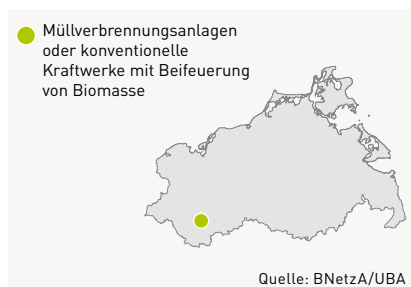 Müllverbrennungsanlagen
oder konventionelle
Kraftwerke mit Beifeuerung
von Biomasse
Quelle: BNetzA/UBA